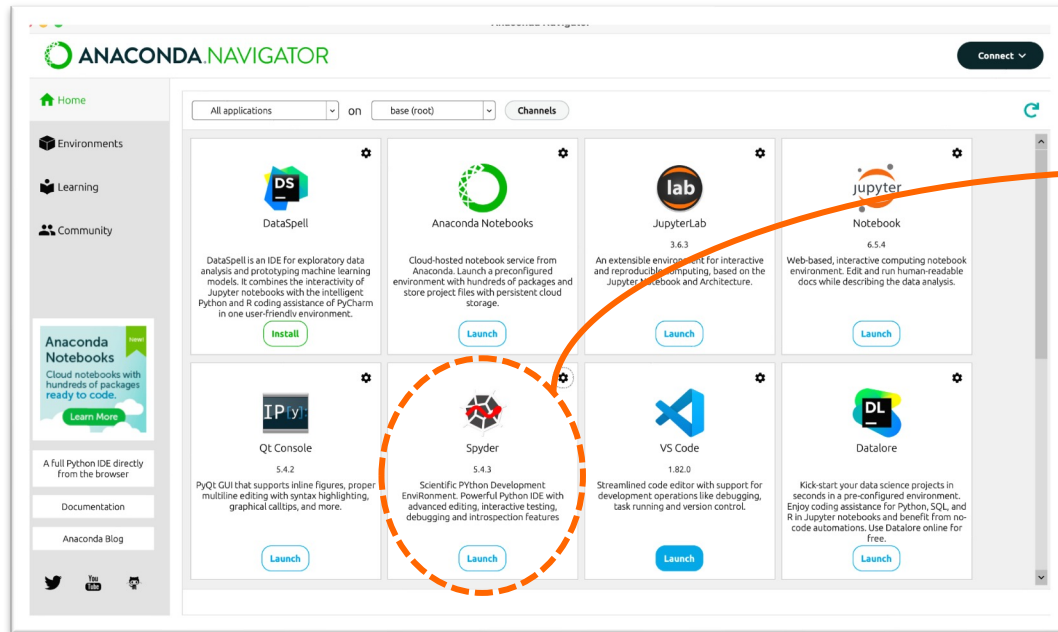 ANACONDA.NAVIGATOR
Connect
Home
All applications
on
base (root)
Channels
Environments
Learning
Community
DS
DataSpell
DataSpell is an IDE for exploratory data
analysis and prototyping machine learning
models. It combines the interactivity of
Jupyter notebooks with the intelligent
Python and R coding assistance of PyCharm
in one user-friendly environment.
Install
Anaconda Notebooks
Cloud-hosted notebook service from
Anaconda. Launch a preconfigured
environment with hundreds of packages and
store project files with persistent cloud
storage.
Launch
lab
JupyterLab
3.6.3
An extensible environment for interactive
and reproducible computing, based on the
Jupyter Notebook and Architecture.
Launch
jupyter
Notebook
6.5.4
Web-based, interactive computing notebook
environment. Edit and run human-readable
docs while describing the data analysis.
Launch
Anaconda
Notebooks
New!
Cloud notebooks with
hundreds of packages
ready to code.
Learn More
A full Python IDE directly
from the browser
Documentation
Anaconda Blog
You
Tube
IP[y]:
Qt Console
5.4.2
PyQt GUI that supports inline figures, proper
multiline editing with syntax highlighting,
graphical calltips, and more.
Launch
Spyder
5.4.3
Scientific PYthon Development
EnviRonment. Powerful Python IDE with
advanced editing, interactive testing,
debugging and introspection features
Launch
VS Code
1.82.0
Streamlined code editor with support for
development operations like debugging,
task running and version control.
Launch
DL
Datalore
Kick-start your data science projects in
seconds in a pre-configured environment.
Enjoy coding assistance for Python, SQL, and
R in Jupyter notebooks and benefit from no-
code automations. Use Datalore online for
free.
Launch